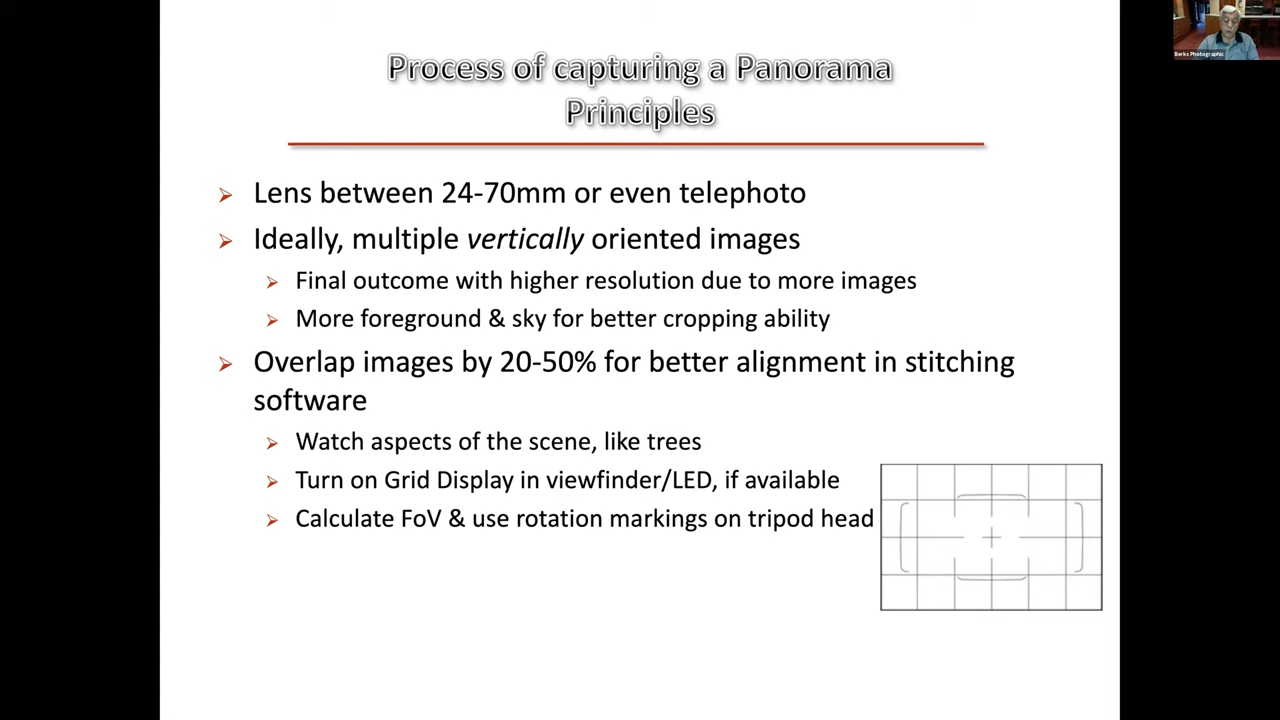 Process of capturing a Panorama
Principles
Lens between 24-70mm or even telephoto
Ideally, multiple vertically oriented images
Final outcome with higher resolution due to more images
More foreground & sky for better cropping ability
Overlap images by 20-50% for better alignment in stitching
software
Watch aspects of the scene, like trees
Turn on Grid Display in viewfinder/LED, if available
Calculate FoV & use rotation markings on tripod head
Berks Photographic